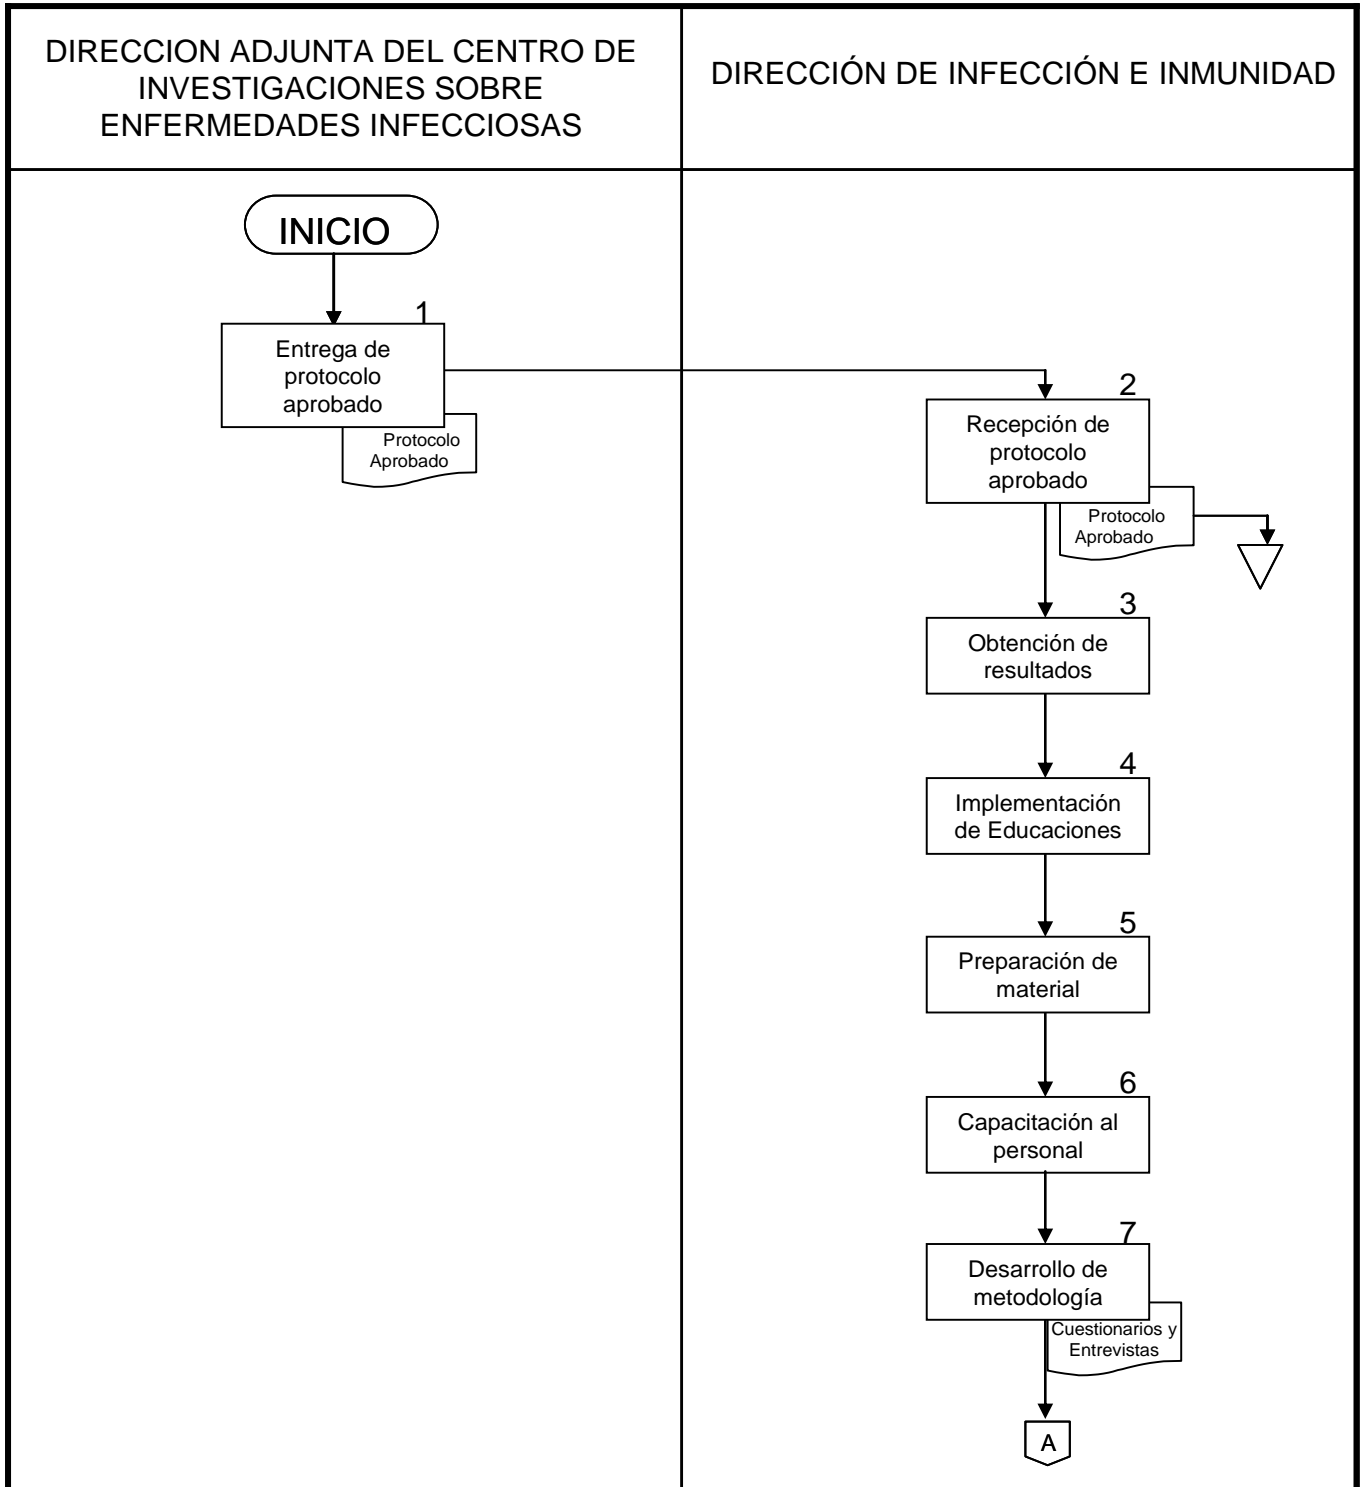 DIRECCION ADJUNTA DEL CENTRO DE
INVESTIGACIONES SOBRE
ENFERMEDADES INFECCIOSAS
DIRECCIÓN DE INFECCIÓN E INMUNIDAD
INICIO
1
Entrega de
protocolo
aprobado
Protocolo
Aprobado
2
Recepción de
protocolo
aprobado
Protocolo
Aprobado
3
Obtención de
resultados
4
Implementación
de Educaciones
5
Preparación de
material
6
Capacitación al
personal
7
Desarrollo de
metodología
Cuestionarios y
Entrevistas
A